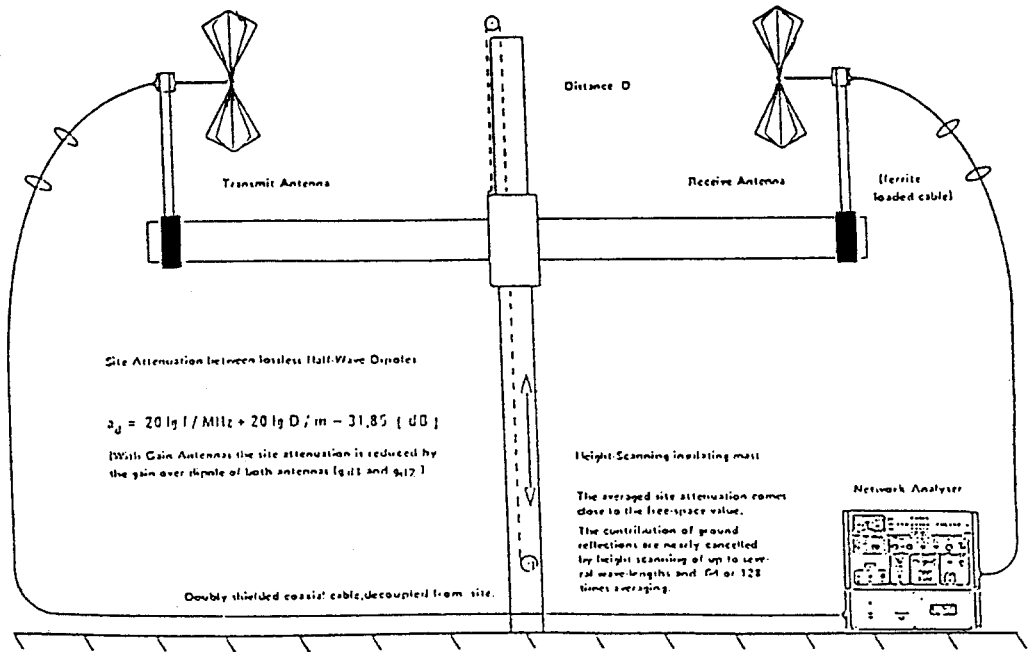 Distance D
Transmit Antenna
Receive Antenna
(ferrite
loaded cable)
Site Attenuation between lossless Half-Wave Dipoles
a_d = 20 lg f / MHz + 20 lg D / m – 31,85 ( dB )
(With Gain Antennas the site attenuation is reduced by
the gain over dipole of both antennas (g_d1 and g_d2)
Height-Scanning insulating mast
The averaged site attenuation comes
close to the free-space value.
The contribution of ground
reflections are nearly cancelled
by height scanning of up to seve-
ral wave-lengths and 64 or 128
times averaging.
Network Analyser
Doubly shielded coaxial cable, decoupled from site.